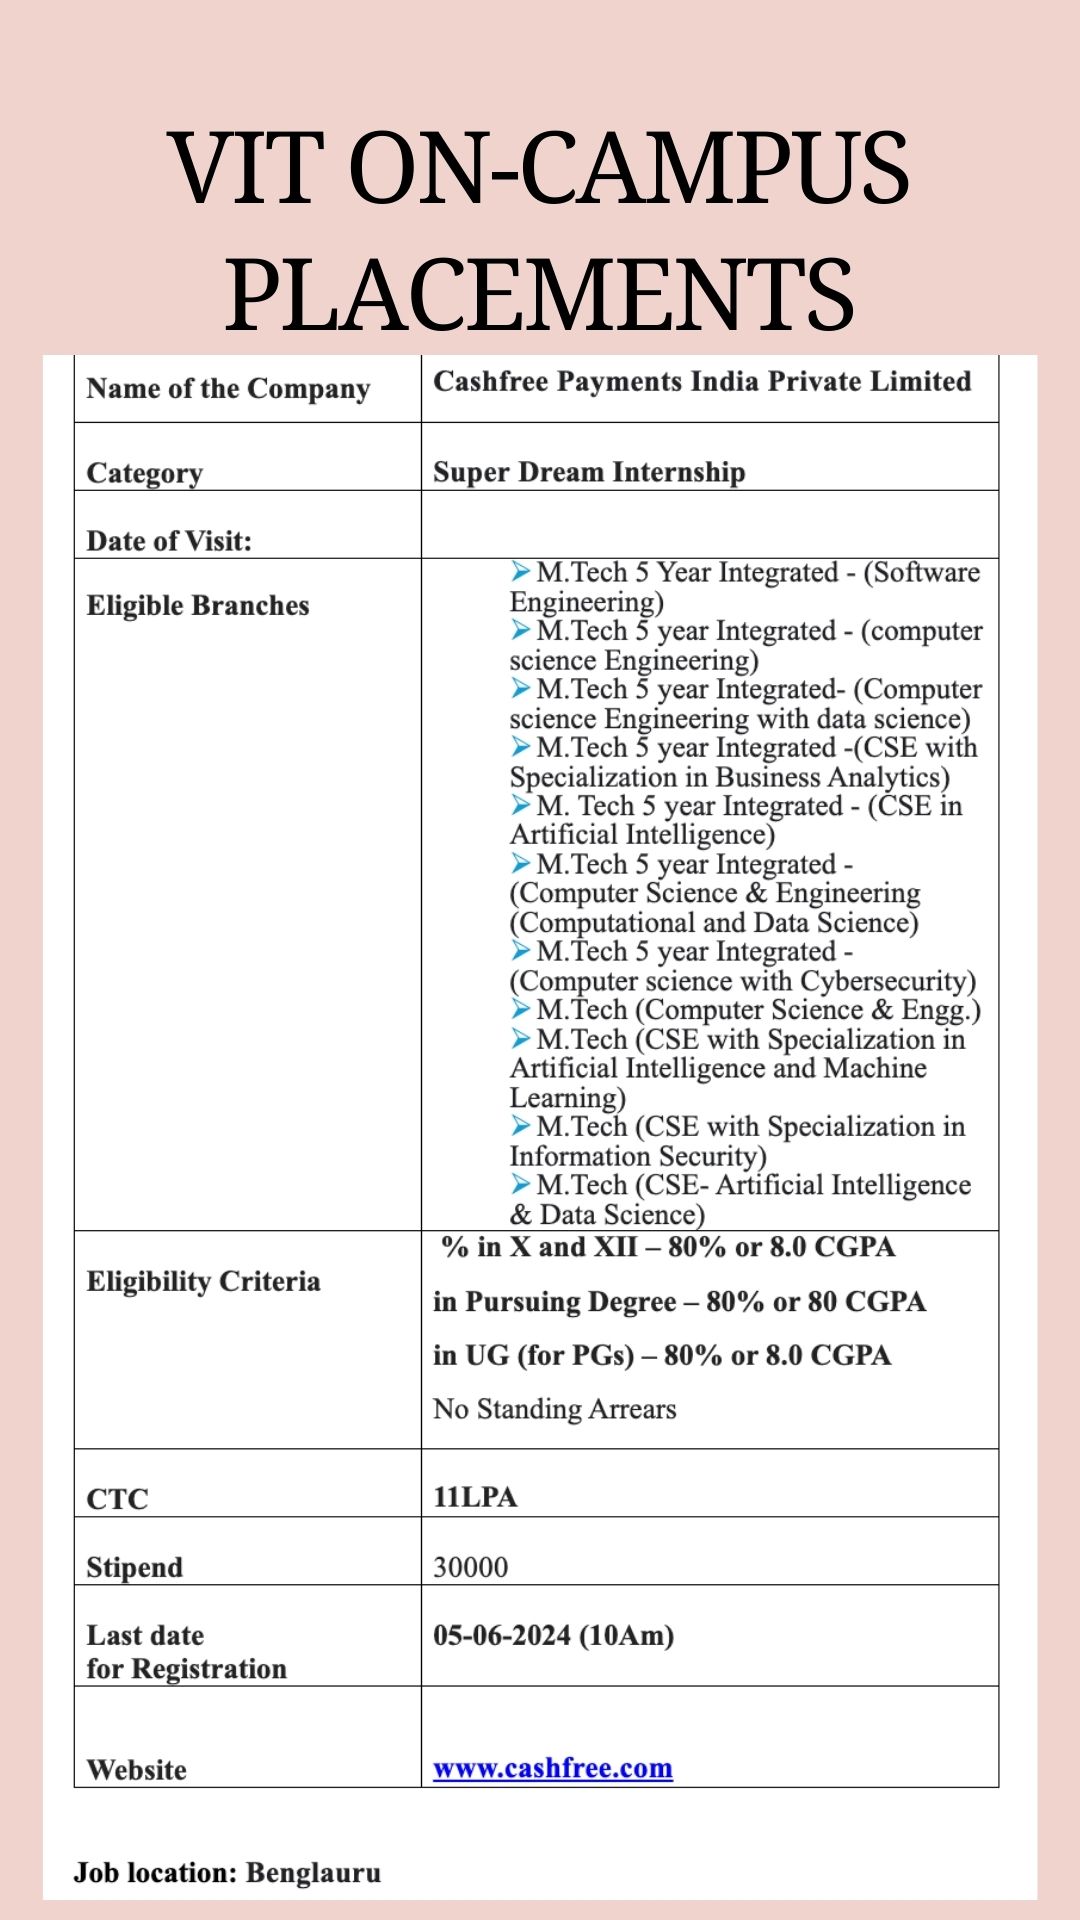 VIT ON-CAMPUS
PLACEMENTS
Name of the Company
Cashfree Payments India Private Limited
Category
Super Dream Internship
Date of Visit:
Eligible Branches
➢M.Tech 5 Year Integrated - (Software
Engineering)
➢M.Tech 5 year Integrated - (computer
science Engineering)
➢M.Tech 5 year Integrated- (Computer
science Engineering with data science)
➢M.Tech 5 year Integrated -(CSE with
Specialization in Business Analytics)
➢M. Tech 5 year Integrated - (CSE in
Artificial Intelligence)
➢M.Tech 5 year Integrated -
(Computer Science & Engineering
(Computational and Data Science)
➢M.Tech 5 year Integrated -
(Computer science with Cybersecurity)
➢M.Tech (Computer Science & Engg.)
➢M.Tech (CSE with Specialization in
Artificial Intelligence and Machine
Learning)
➢M.Tech (CSE with Specialization in
Information Security)
➢M.Tech (CSE- Artificial Intelligence
& Data Science)
Eligibility Criteria
% in X and XII – 80% or 8.0 CGPA
in Pursuing Degree – 80% or 80 CGPA
in UG (for PGs) – 80% or 8.0 CGPA
No Standing Arrears
CTC
11LPA
Stipend
30000
Last date
for Registration
05-06-2024 (10Am)
Website
www.cashfree.com
Job location: Benglauru